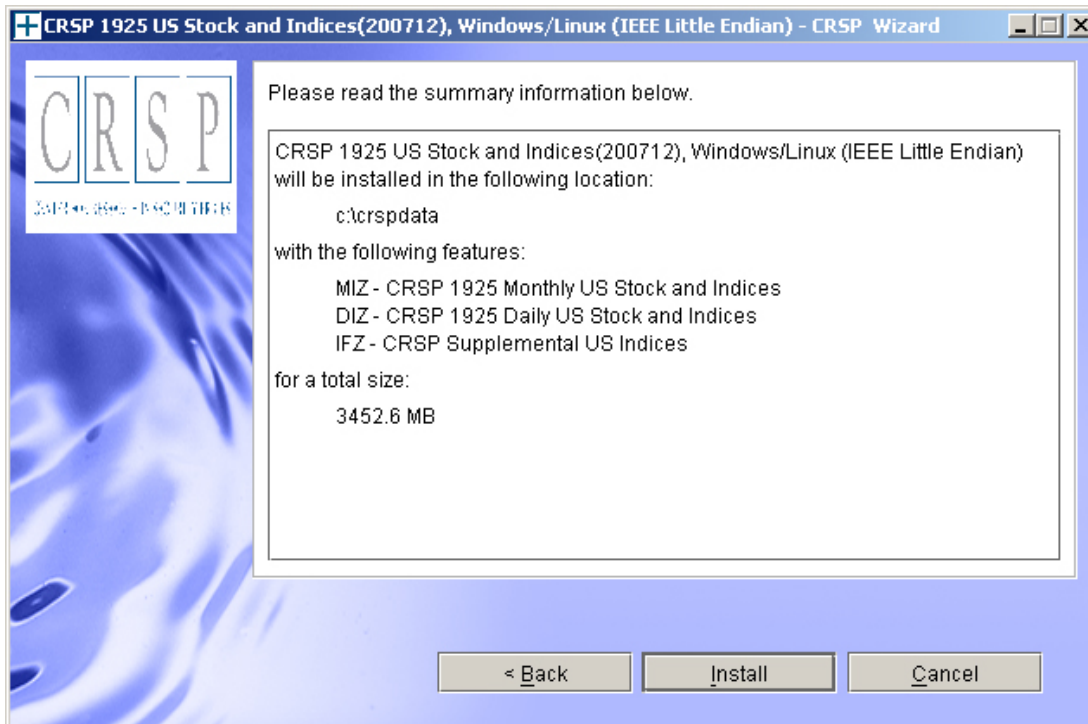 CRSP 1925 US Stock and Indices(200712), Windows/Linux (IEEE Little Endian) - CRSP Wizard
CRSP
Please read the summary information below.
CRSP 1925 US Stock and Indices(200712), Windows/Linux (IEEE Little Endian)
will be installed in the following location:
c:\crspdata
with the following features:
MIZ - CRSP 1925 Monthly US Stock and Indices
DIZ - CRSP 1925 Daily US Stock and Indices
IFZ - CRSP Supplemental US Indices
for a total size:
3452.6 MB
< Back
Install
Cancel